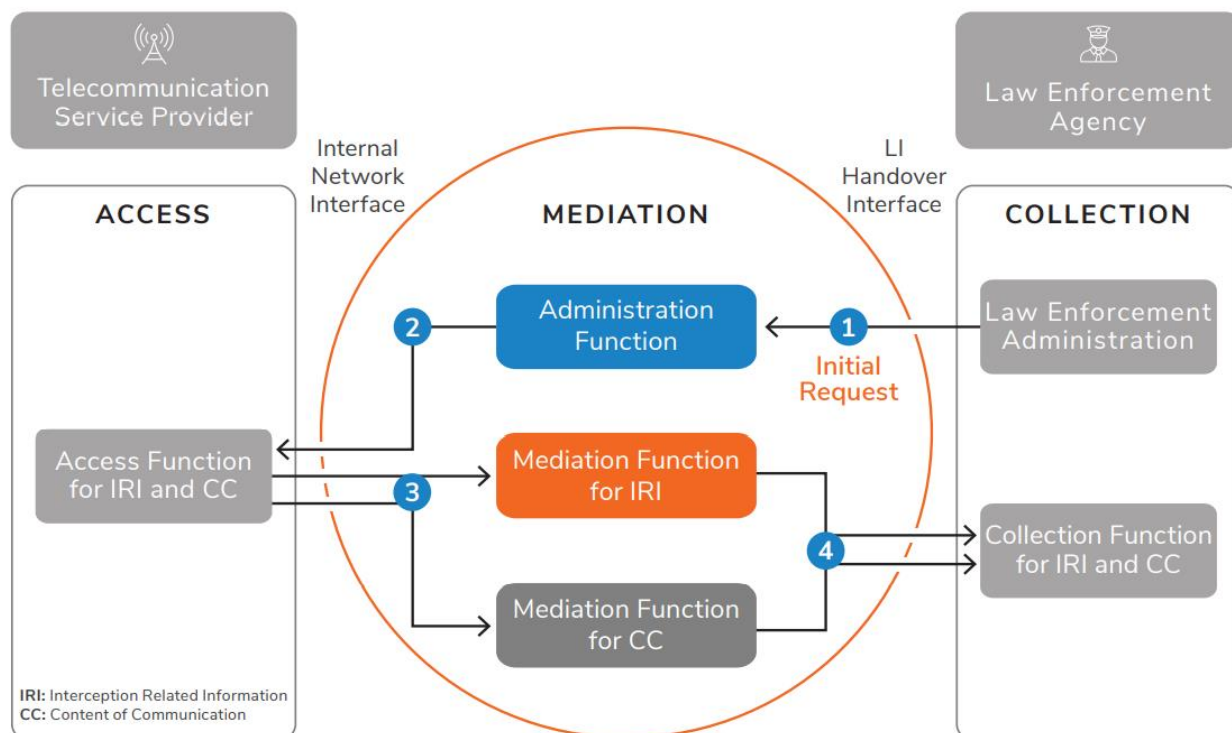 Telecommunication
Service Provider
Law Enforcement
Agency
Internal
Network
Interface
LI
Handover
Interface
ACCESS
MEDIATION
COLLECTION
Administration
Function
2
1
Initial
Request
Law Enforcement
Administration
Access Function
for IRI and CC
3
Mediation Function
for IRI
4
Collection Function
for IRI and CC
Mediation Function
for CC
IRI: Interception Related Information
CC: Content of Communication